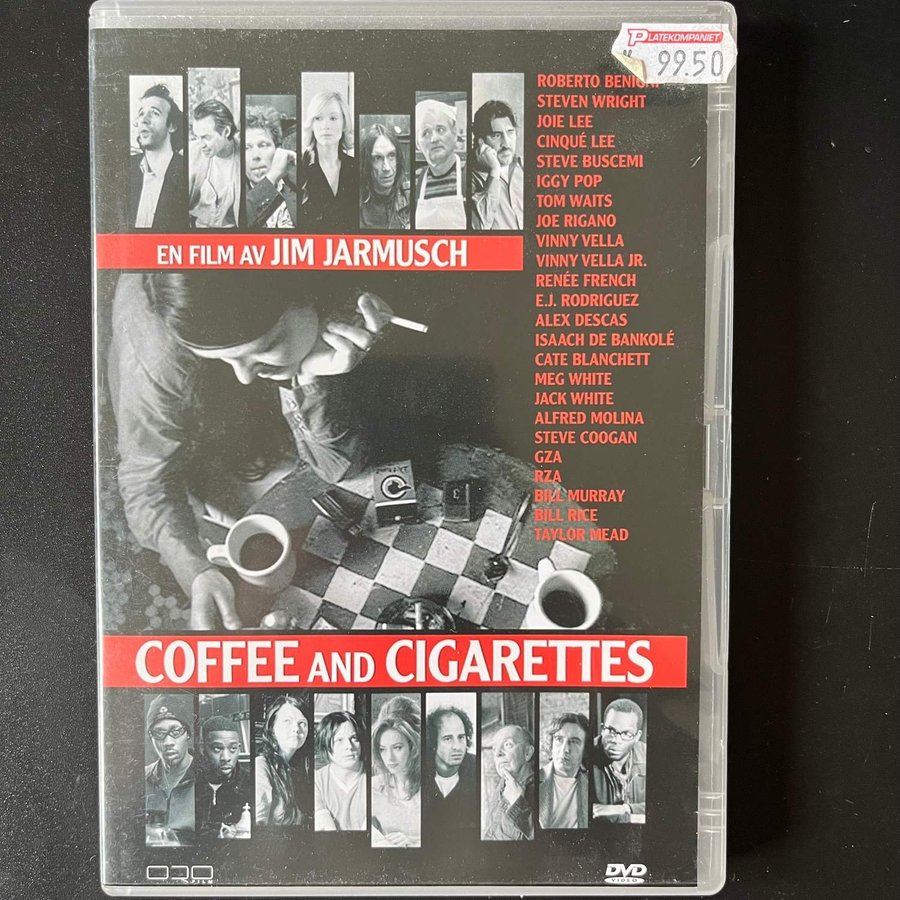 PLATEKOMPANIET
99.50
ROBERTO BENIGNI
STEVEN WRIGHT
JOIE LEE
CINQUÉ LEE
STEVE BUSCEMI
IGGY POP
TOM WAITS
JOE RIGANO
VINNY VELLA
VINNY VELLA JR.
RENÉE FRENCH
E.J. RODRIGUEZ
ALEX DESCAS
ISAACH DE BANKOLÉ
CATE BLANCHETT
MEG WHITE
JACK WHITE
ALFRED MOLINA
STEVE COOGAN
GZA
RZA
BILL MURRAY
BILL RICE
TAYLOR MEAD
EN FILM AV JIM JARMUSCH
COFFEE AND CIGARETTES
DVD
VIDEO